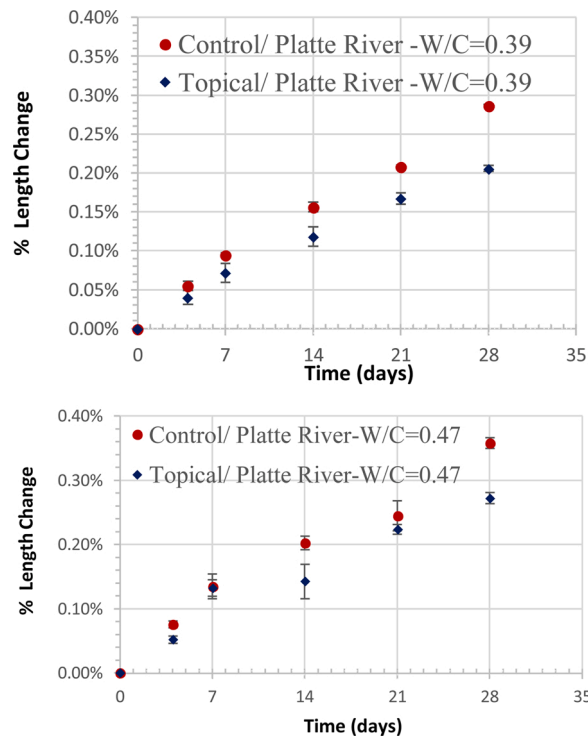 0.40%
Control/ Platte River -W/C=0.39
0.35%
Topical/ Platte River -W/C=0.39
0.30%
0.25%
0.20%
0.15%
0.10%
0.05%
0.00%
% Length Change
0 7 14 21 28 35
Time (days)
0.40%
Control/ Platte River-W/C=0.47
Topical/ Platte River-W/C=0.47
0.30%
0.20%
0.10%
0.00%
% Length Change
0 7 14 21 28 35
Time (days)